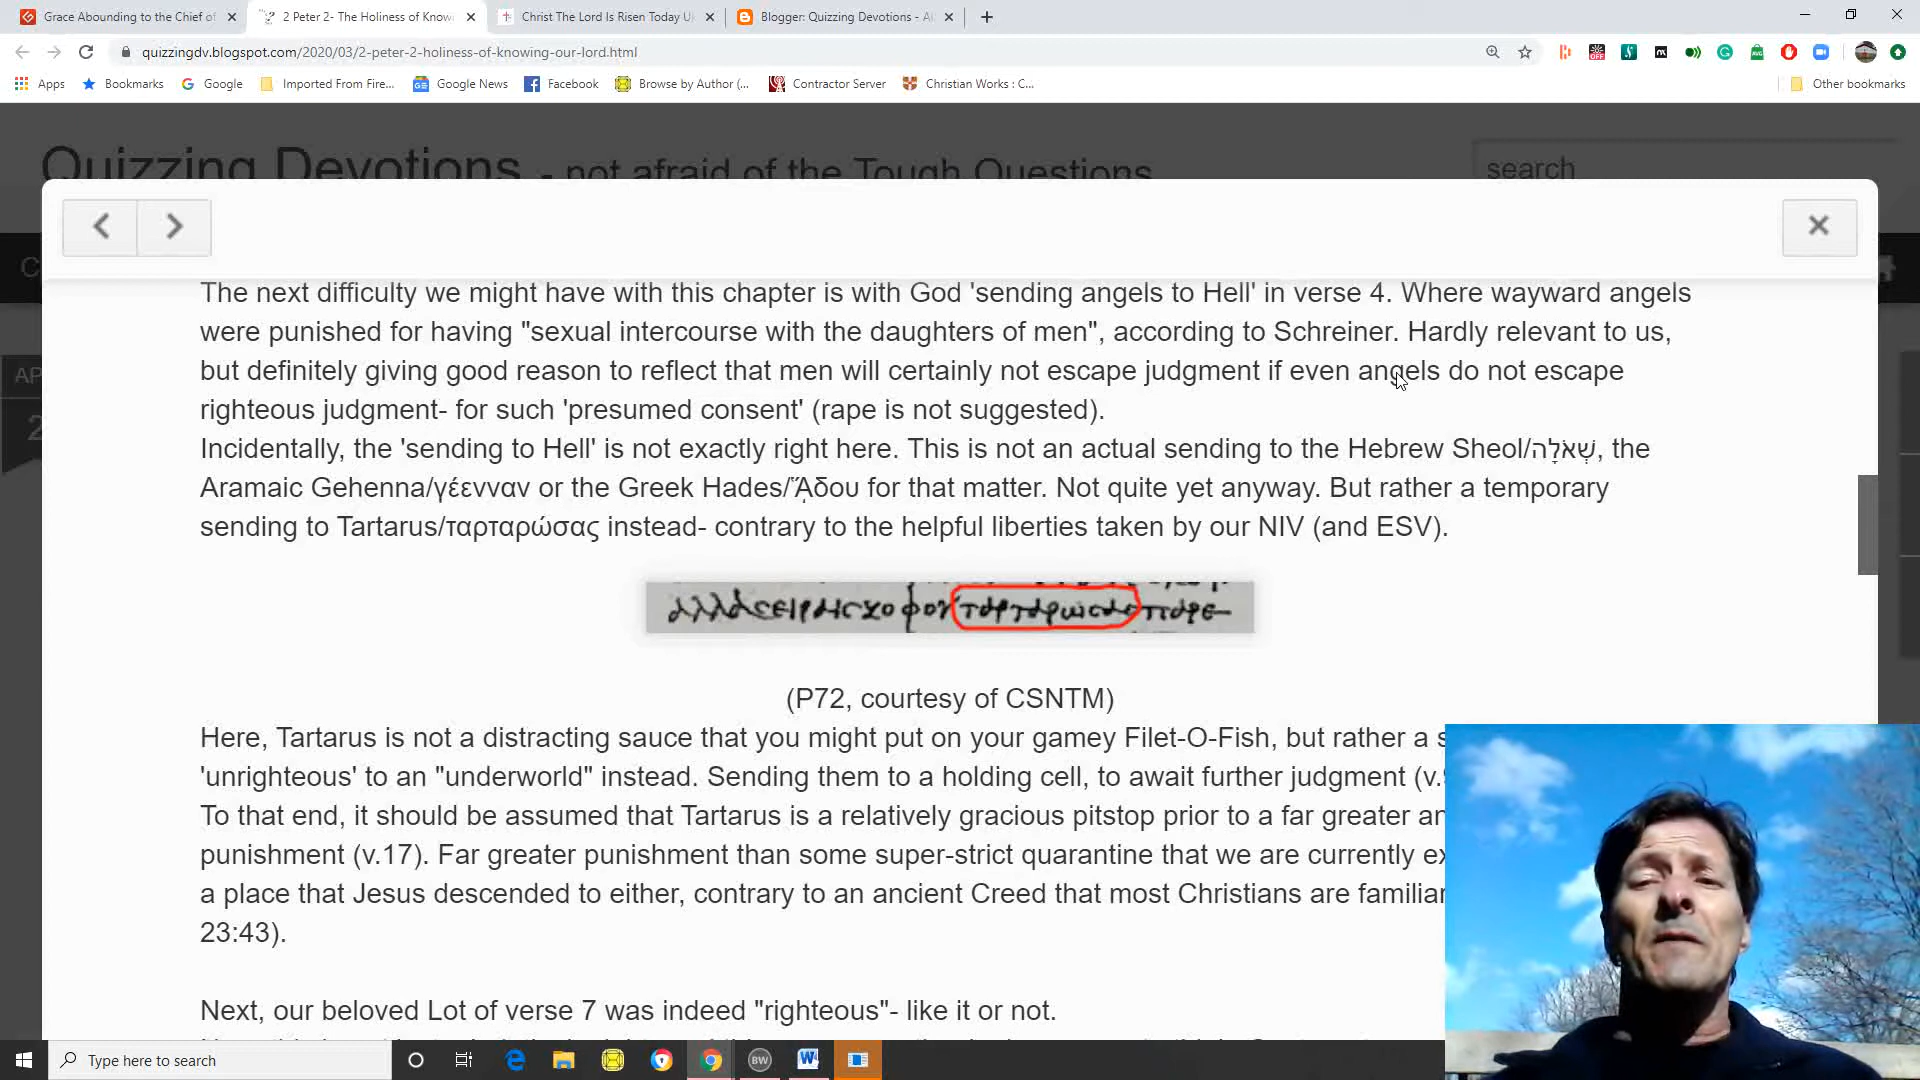 Grace Abounding to the Chief of
2 Peter 2- The Holiness of Know
Christ The Lord Is Risen Today U
Blogger: Quizzing Devotions - Al
quizzingdv.blogspot.com/2020/03/2-peter-2-holiness-of-knowing-our-lord.html
Apps Bookmarks Google Imported From Fire... Google News Facebook Browse by Author (... Contractor Server Christian Works : C... Other bookmarks
Quizzing Devotions - not afraid of the Tough Questions
search
The next difficulty we might have with this chapter is with God 'sending angels to Hell' in verse 4. Where wayward angels
were punished for having "sexual intercourse with the daughters of men", according to Schreiner. Hardly relevant to us,
but definitely giving good reason to reflect that men will certainly not escape judgment if even angels do not escape
righteous judgment- for such 'presumed consent' (rape is not suggested).
Incidentally, the 'sending to Hell' is not exactly right here. This is not an actual sending to the Hebrew Sheol/שְׁאֹלָה, the
Aramaic Gehenna/γέενναν or the Greek Hades/ᾍδου for that matter. Not quite yet anyway. But rather a temporary
sending to Tartarus/ταρταρώσας instead- contrary to the helpful liberties taken by our NIV (and ESV).
(P72, courtesy of CSNTM)
Here, Tartarus is not a distracting sauce that you might put on your gamey Filet-O-Fish, but rather a
'unrighteous' to an "underworld" instead. Sending them to a holding cell, to await further judgment
To that end, it should be assumed that Tartarus is a relatively gracious pitstop prior to a far greater
punishment (v.17). Far greater punishment than some super-strict quarantine that we are currently
a place that Jesus descended to either, contrary to an ancient Creed that most Christians are
23:43).
Next, our beloved Lot of verse 7 was indeed "righteous"- like it or not.
Type here to search